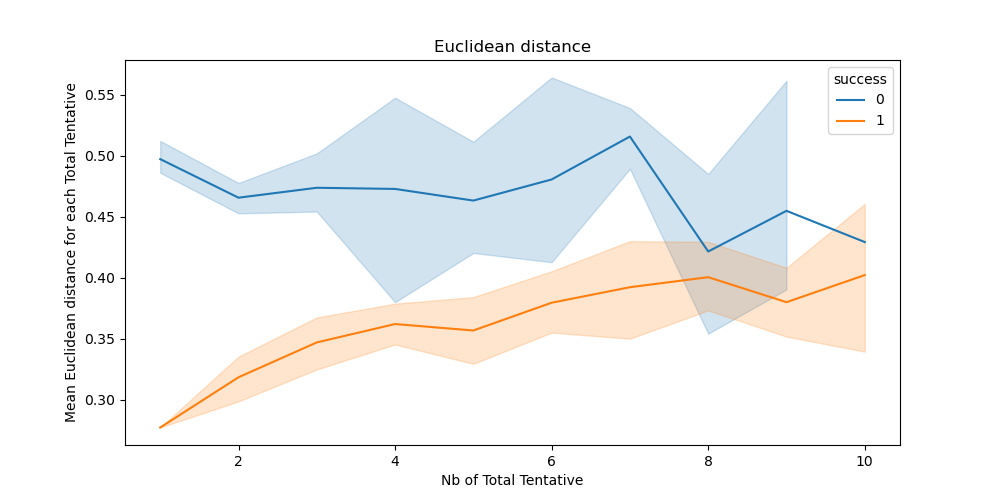 Euclidean distance
success
0
1
Mean Euclidean distance for each Total Tentative
0.55
0.50
0.45
0.40
0.35
0.30
2 4 6 8 10
Nb of Total Tentative